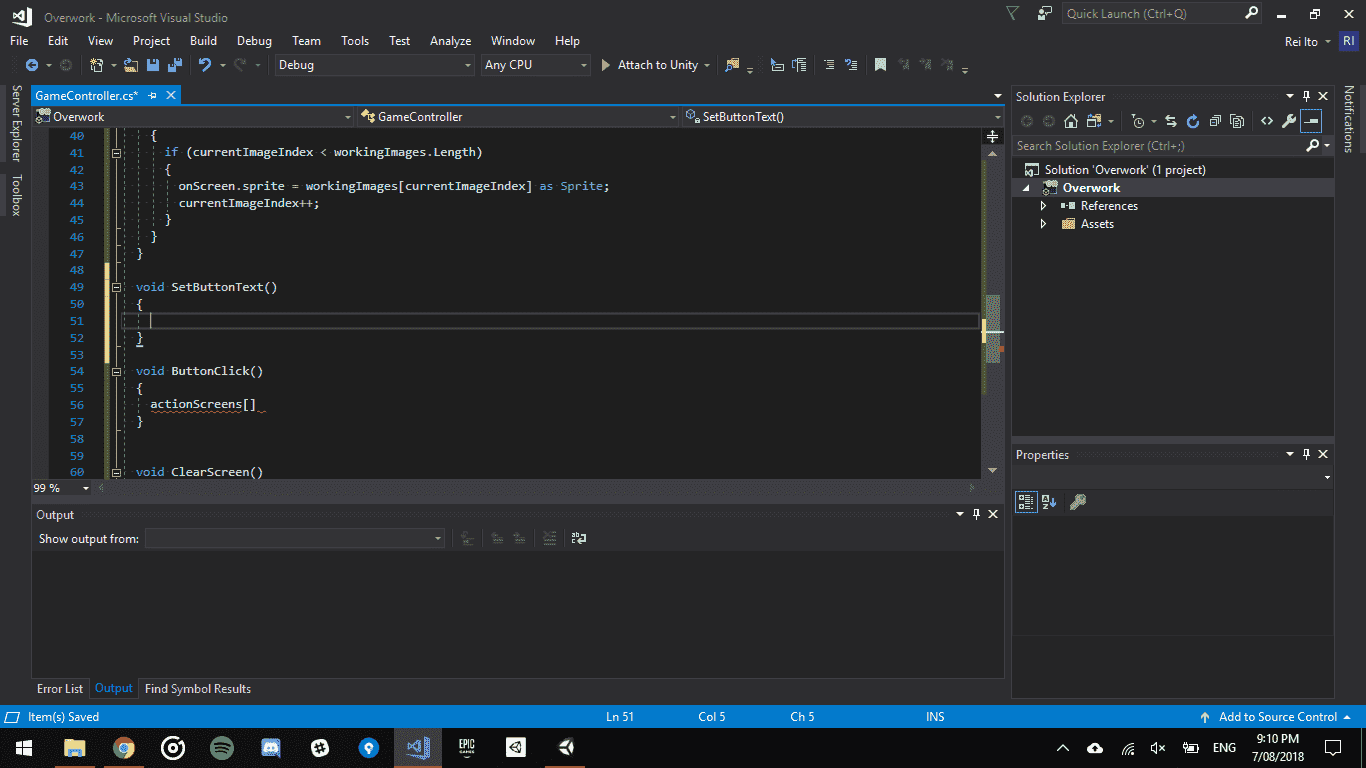 Overwork - Microsoft Visual Studio
Quick Launch (Ctrl+Q)
File Edit View Project Build Debug Team Tools Test Analyze Window Help
Rei Ito RI
Debug Any CPU Attach to Unity
Server Explorer
Toolbox
GameController.cs*
Overwork GameController SetButtonText()
40 {
41 if (currentImageIndex < workingImages.Length)
42 {
43 onScreen.sprite = workingImages[currentImageIndex] as Sprite;
44 currentImageIndex++;
45 }
46 }
47 }
48
49 void SetButtonText()
50 {
51
52 }
53
54 void ButtonClick()
55 {
56 actionScreens[]
57 }
58
59
60 void ClearScreen()
99 %
Output
Show output from:
Error List Output Find Symbol Results
Solution Explorer
Search Solution Explorer (Ctrl+;)
Solution 'Overwork' (1 project)
Overwork
References
Assets
Properties
Notifications
Item(s) Saved Ln 51 Col 5 Ch 5 INS Add to Source Control
EPIC GAMES
ENG
9:10 PM
7/08/2018